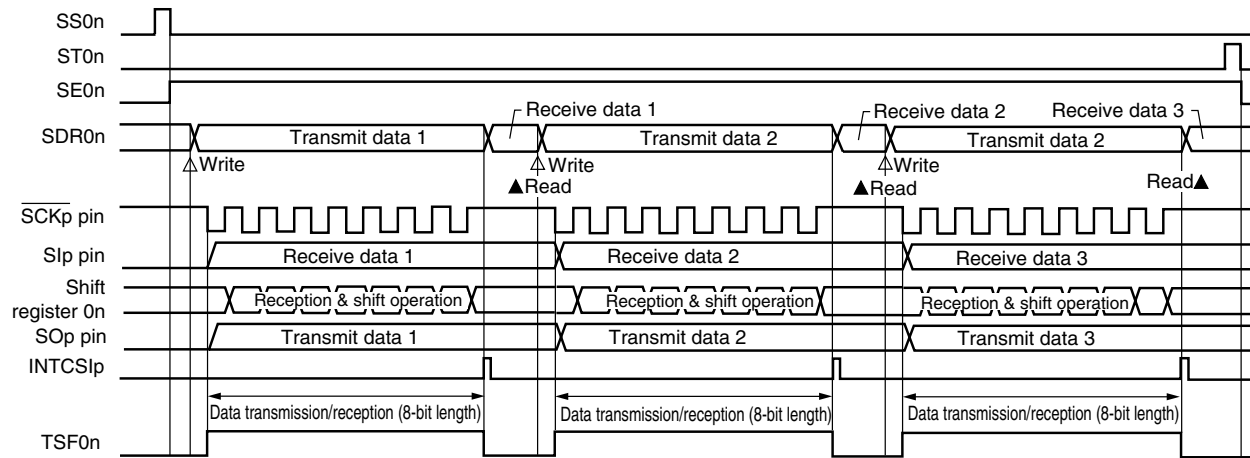 SS0n
ST0n
SE0n
Receive data 1
Receive data 2
Receive data 3
SDR0n
Transmit data 1
Transmit data 2
Transmit data 2
△Write
△Write
△Write
▲Read
▲Read
Read▲
SCKp pin
SIp pin
Receive data 1
Receive data 2
Receive data 3
Shift
register 0n
Reception & shift operation
Reception & shift operation
Reception & shift operation
SOp pin
Transmit data 1
Transmit data 2
Transmit data 3
INTCSIp
Data transmission/reception (8-bit length)
Data transmission/reception (8-bit length)
Data transmission/reception (8-bit length)
TSF0n